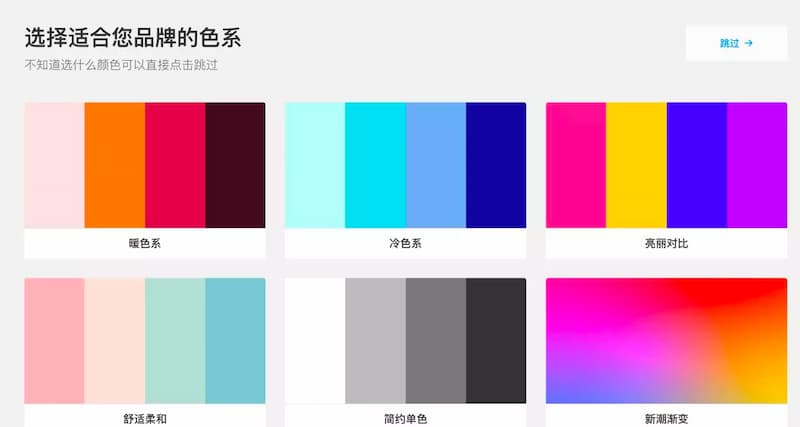 选择适合您品牌的色系
跳过 →
不知道选什么颜色可以直接点击跳过
暖色系
冷色系
亮丽对比
舒适柔和
简约单色
新潮渐变